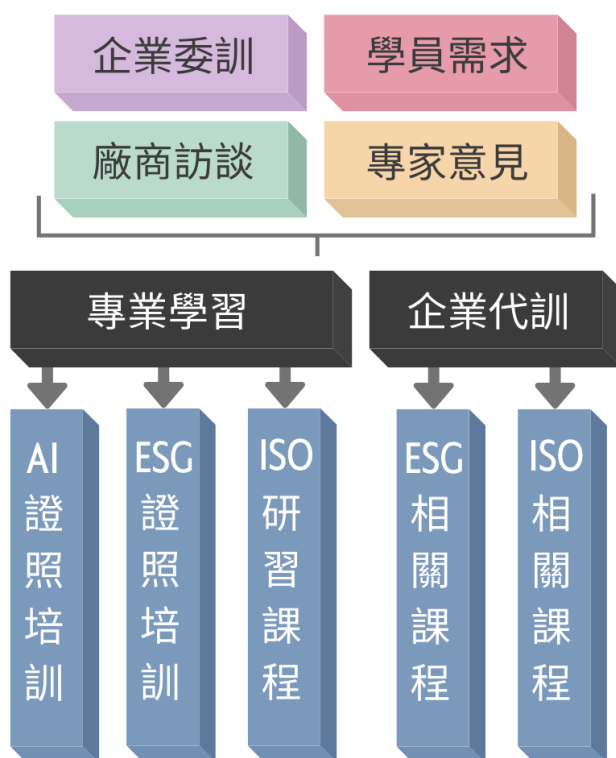 企業委訓
學員需求
廠商訪談
專家意見
專業學習
企業代訓
AI證照培訓
ESG證照培訓
ISO研習課程
ESG相關課程
ISO相關課程